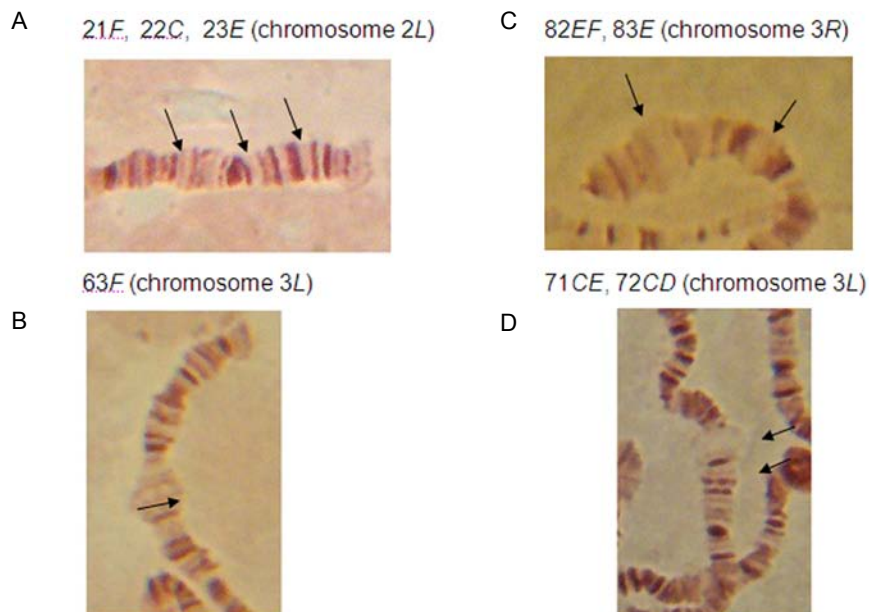 A
21F, 22C, 23E (chromosome 2L)
C
82EF, 83E (chromosome 3R)
63F (chromosome 3L)
B
71CE, 72CD (chromosome 3L)
D